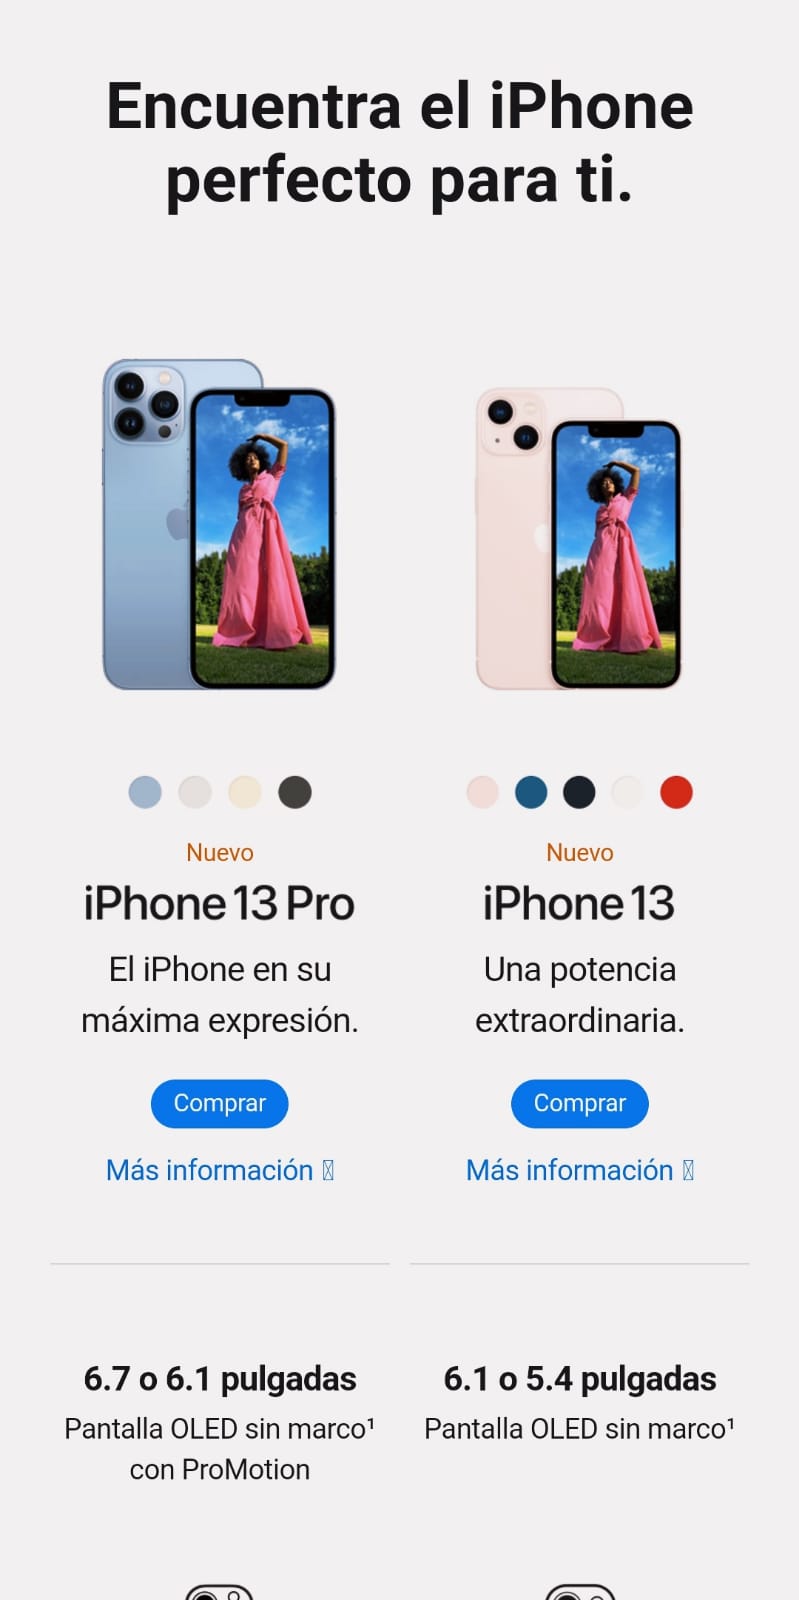 Encuentra el iPhone
perfecto para ti.
Nuevo
iPhone 13 Pro
El iPhone en su
máxima expresión.
Comprar
Más información
Nuevo
iPhone 13
Una potencia
extraordinaria.
Comprar
Más información
6.7 o 6.1 pulgadas
Pantalla OLED sin marco¹
con ProMotion
6.1 o 5.4 pulgadas
Pantalla OLED sin marco¹